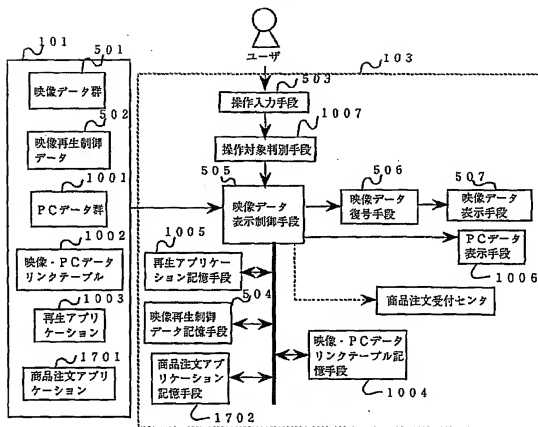 101
501
映像データ群
502
映像再生制御
データ
1001
PCデータ群
1002
映像・PCデータ
リンクテーブル
1003
再生アプリ
ケーション
1701
商品注文アプリ
ケーション
ユーザ
103
503
操作入力手段
1007
操作対象判別手段
505
映像データ
表示制御手段
506
映像データ
復号手段
507
映像データ
表示手段
PCデータ
表示手段
1006
1005
再生アプリケー
ション記憶手段
504
映像再生制御
データ記憶手段
商品注文アプリ
ケーション記憶手
段
1702
商品注文受付センタ
映像・PCデータ
リンクテーブル記
憶手段
1004